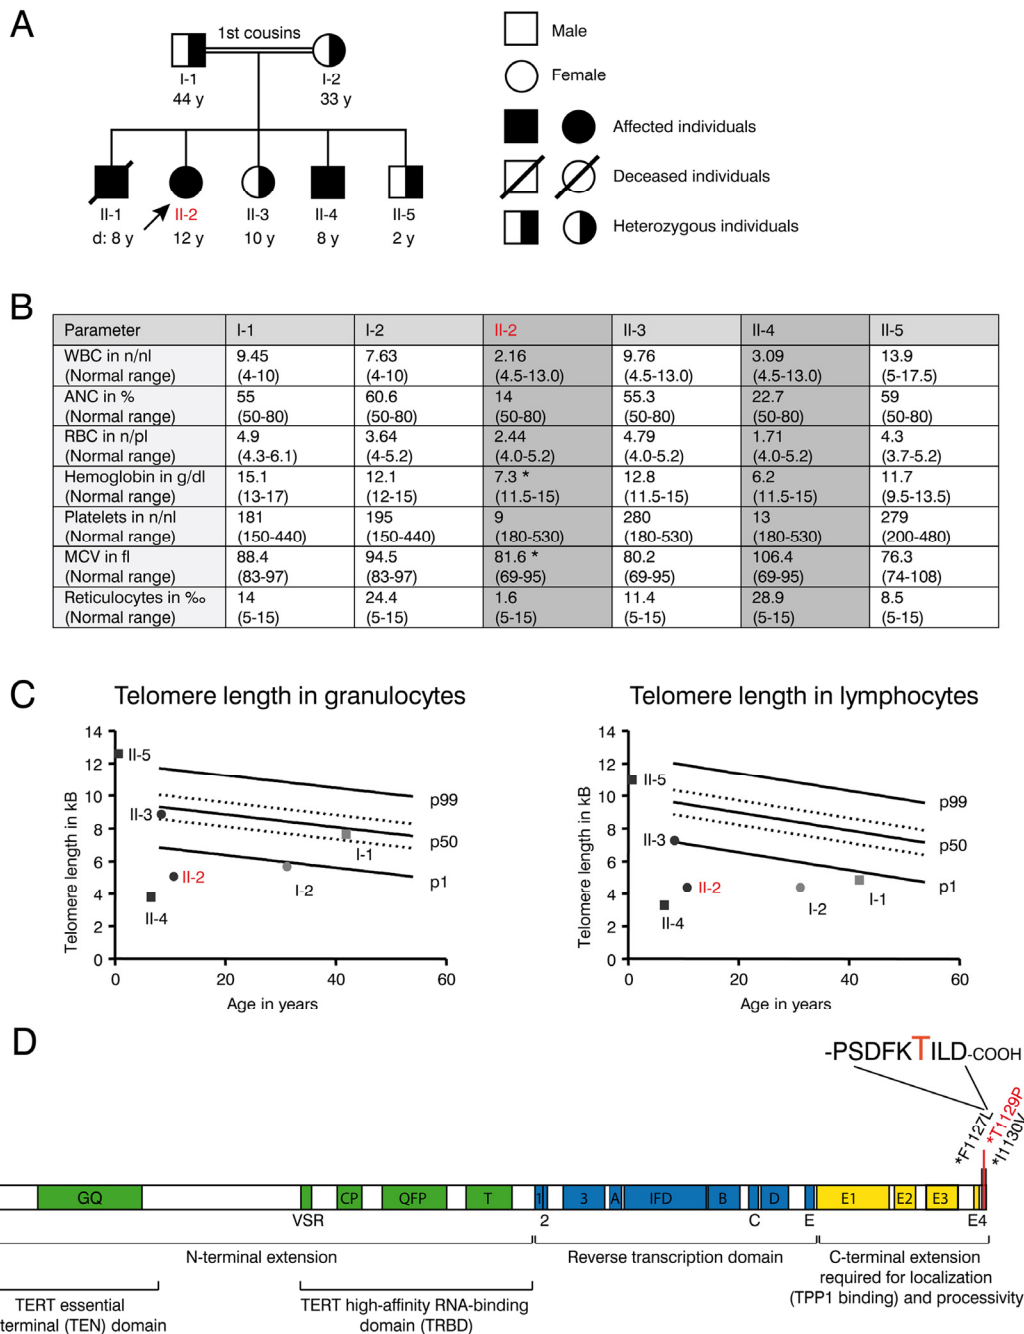 A
1st cousins
I-1
44 y
I-2
33 y
II-1
d: 8 y
II-2
12 y
II-3
10 y
II-4
8 y
II-5
2 y
Male
Female
Affected individuals
Deceased individuals
Heterozygous individuals
B
Parameter I-1 I-2 II-2 II-3 II-4 II-5
WBC in n/nl 9.45 7.63 2.16 9.76 3.09 13.9
(Normal range) (4-10) (4-10) (4.5-13.0) (4.5-13.0) (4.5-13.0) (5-17.5)
ANC in % 55 60.6 14 55.3 22.7 59
(Normal range) (50-80) (50-80) (50-80) (50-80) (50-80) (50-80)
RBC in n/pl 4.9 3.64 2.44 4.79 1.71 4.3
(Normal range) (4.3-6.1) (4-5.2) (4.0-5.2) (4.0-5.2) (4.0-5.2) (3.7-5.2)
Hemoglobin in g/dl 15.1 12.1 7.3 * 12.8 6.2 11.7
(Normal range) (13-17) (12-15) (11.5-15) (11.5-15) (11.5-15) (9.5-13.5)
Platelets in n/nl 181 195 9 280 13 279
(Normal range) (150-440) (150-440) (180-530) (180-530) (180-530) (200-480)
MCV in fl 88.4 94.5 81.6 * 80.2 106.4 76.3
(Normal range) (83-97) (83-97) (69-95) (69-95) (69-95) (74-108)
Reticulocytes in ‰ 14 24.4 1.6 11.4 28.9 8.5
(Normal range) (5-15) (5-15) (5-15) (5-15) (5-15) (5-15)
C
Telomere length in granulocytes
Telomere length in kB
14
12
10
8
6
4
2
0
0 20 40 60
Age in years
II-5
II-3
II-2
II-4
I-1
I-2
p99
p50
p1
Telomere length in lymphocytes
Telomere length in kB
14
12
10
8
6
4
2
0
0 20 40 60
Age in years
II-5
II-3
II-2
II-4
I-2
I-1
p99
p50
p1
D
-PSDFKTILD-COOH
*F1127L
*T1129P
*I1130V
GQ CP QFP T 1 3 A IFD B D E1 E2 E3
VSR 2 C E E4
N-terminal extension
Reverse transcription domain
C-terminal extension
required for localization
(TPP1 binding) and processivity
TERT essential
terminal (TEN) domain
TERT high-affinity RNA-binding
domain (TRBD)